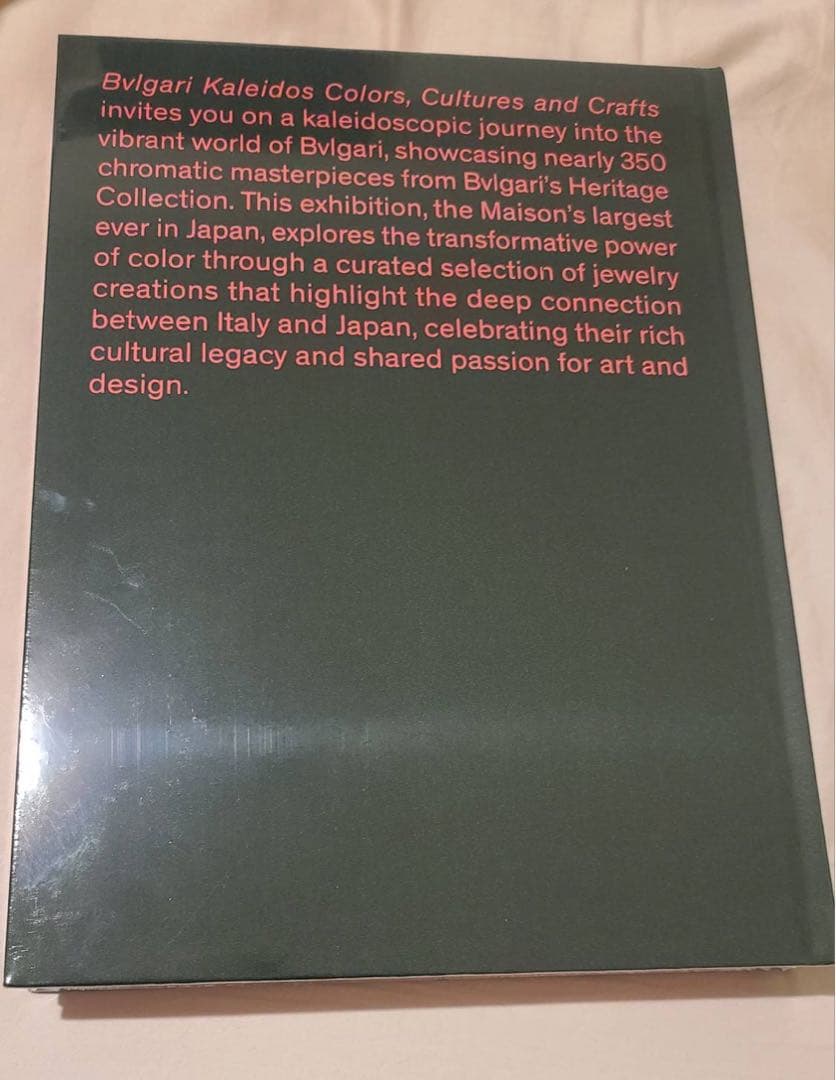 Bvlgari Kaleidos Colors, Cultures and Crafts
invites you on a kaleidoscopic journey into the
vibrant world of Bvlgari, showcasing nearly 350
chromatic masterpieces from Bvlgari's Heritage
Collection. This exhibition, the Maison's largest
ever in Japan, explores the transformative power
of color through a curated selection of jewelry
creations that highlight the deep connection
between Italy and Japan, celebrating their rich
cultural legacy and shared passion for art and
design.